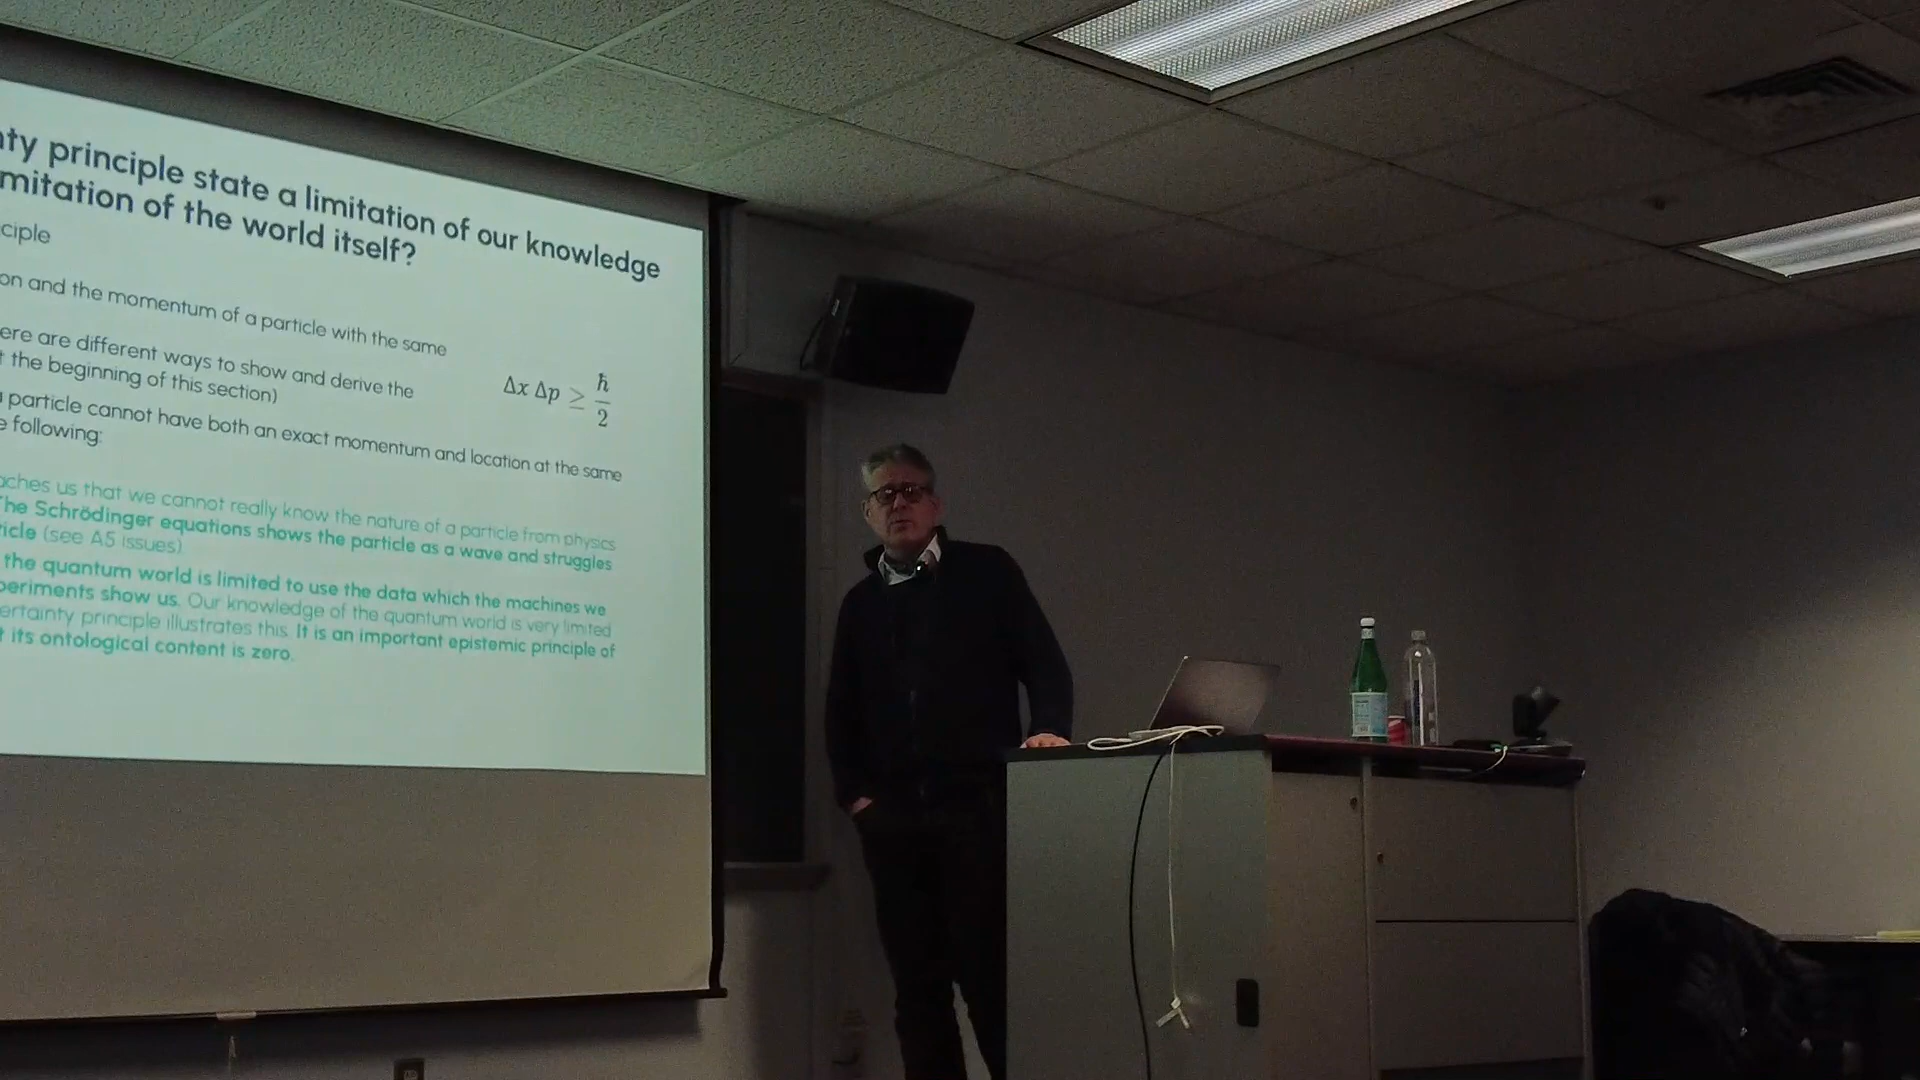 nty principle state a limitation of our knowledge
mitation of the world itself?
ciple
on and the momentum of a particle with the same
ere are different ways to show and derive the
t the beginning of this section)
Δx Δp ≥ ħ/2
particle cannot have both an exact momentum and location at the same
e following:
aches us that we cannot really know the nature of a particle from physics
The Schrödinger equations shows the particle as a wave and struggles
icle (see A5 issues)
the quantum world is limited to use the data which the machines we
periments show us. Our knowledge of the quantum world is very limited
ertainty principle illustrates this. It is an important epistemic principle of
t its ontological content is zero.